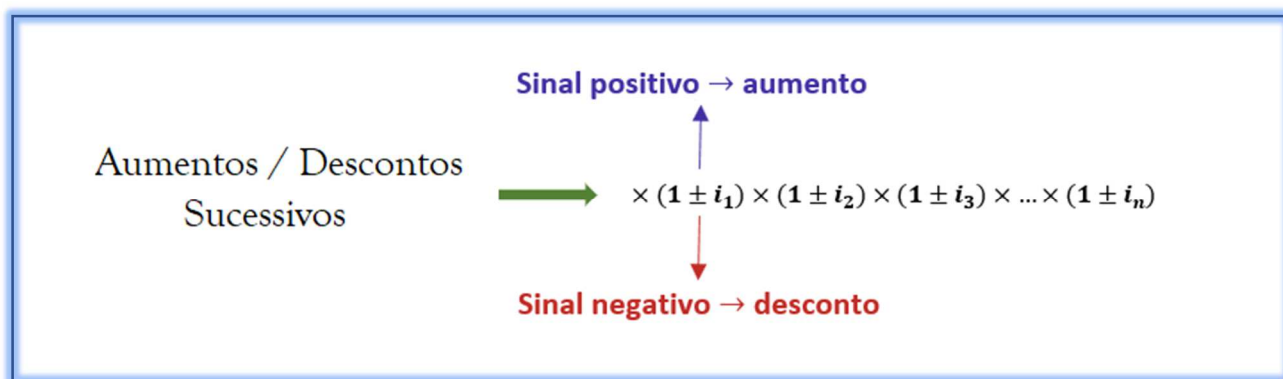 Sinal positivo → aumento
Aumentos / Descontos
Sucessivos
× (1 ± i₁) × (1 ± i₂) × (1 ± i₃) × ... × (1 ± iₙ)
Sinal negativo → desconto